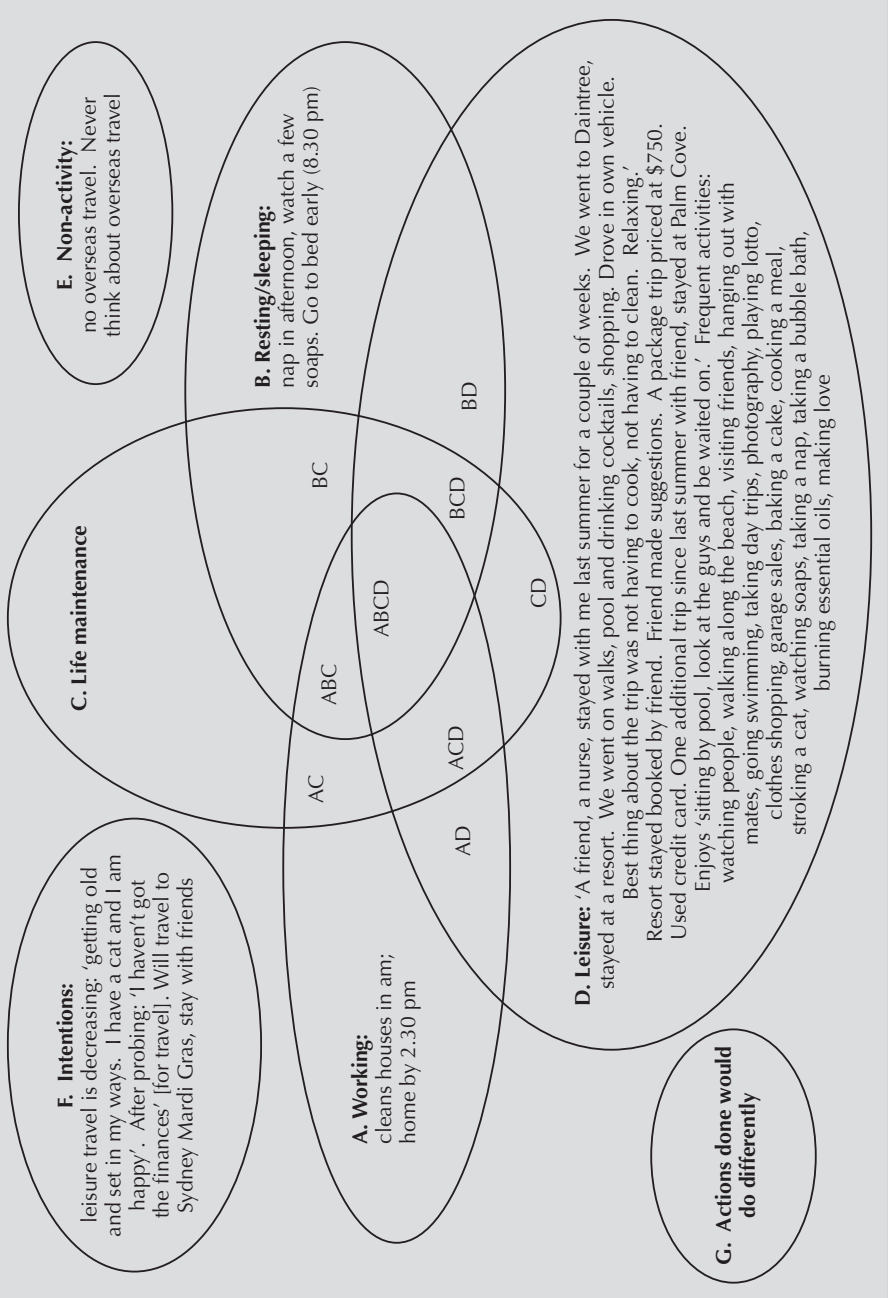 F. Intentions:
leisure travel is decreasing: ‘getting old
and set in my ways. I have a cat and I am
happy’. After probing: ‘I haven’t got
the finances’ [for travel]. Will travel to
Sydney Mardi Gras, stay with friends
C. Life maintenance
E. Non-activity:
no overseas travel. Never
think about overseas travel
B. Resting/sleeping:
nap in afternoon, watch a few
soaps. Go to bed early (8.30 pm)
A. Working:
cleans houses in am;
home by 2.30 pm
AC
ABC
BC
ABCD
AD
ACD
BCD
BD
CD
D. Leisure: ‘A friend, a nurse, stayed with me last summer for a couple of weeks. We went to Daintree,
stayed at a resort. We went on walks, pool and drinking cocktails, shopping. Drove in own vehicle.
Best thing about the trip was not having to cook, not having to clean. Relaxing.’
Resort stayed booked by friend. Friend made suggestions. A package trip priced at $750.
Used credit card. One additional trip since last summer with friend, stayed at Palm Cove.
Enjoys ‘sitting by pool, look at the guys and be waited on.’ Frequent activities:
watching people, walking along the beach, visiting friends, hanging out with
mates, going swimming, taking day trips, photography, playing lotto,
clothes shopping, garage sales, baking a cake, cooking a meal,
stroking a cat, watching soaps, taking a nap, taking a bubble bath,
burning essential oils, making love
G. Actions done would
do differently